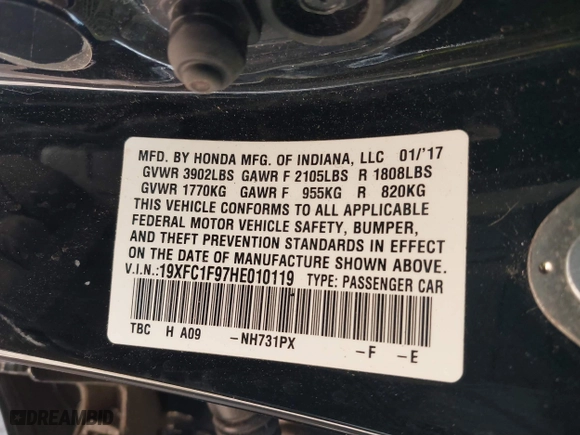 MFD. BY HONDA MFG. OF INDIANA, LLC 01/'17
GVWR 3902LBS GAWR F 2105LBS R 1808LBS
GVWR 1770KG GAWR F 955KG R 820KG
THIS VEHICLE CONFORMS TO ALL APPLICABLE
FEDERAL MOTOR VEHICLE SAFETY, BUMPER,
AND THEFT PREVENTION STANDARDS IN EFFECT
ON THE DATE OF MANUFACTURE SHOWN ABOVE.
V.I.N.: 19XFC1F97HE010119 TYPE: PASSENGER CAR
TBC H A09 -NH731PX -F -E
DREAMBID